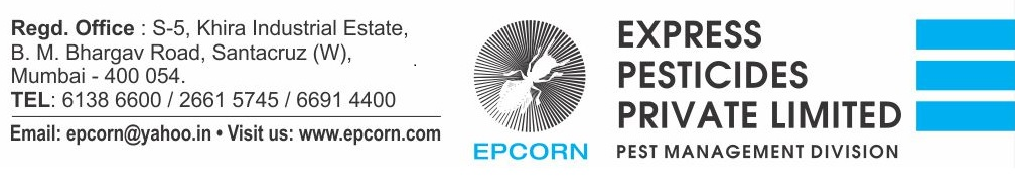 Regd. Office : S-5, Khira Industrial Estate,
B. M. Bhargav Road, Santacruz (W),
Mumbai - 400 054.
TEL: 6138 6600 / 2661 5745 / 6691 4400
Email: epcorn@yahoo.in • Visit us: www.epcorn.com
EPCORN
EXPRESS
PESTICIDES
PRIVATE LIMITED
PEST MANAGEMENT DIVISION